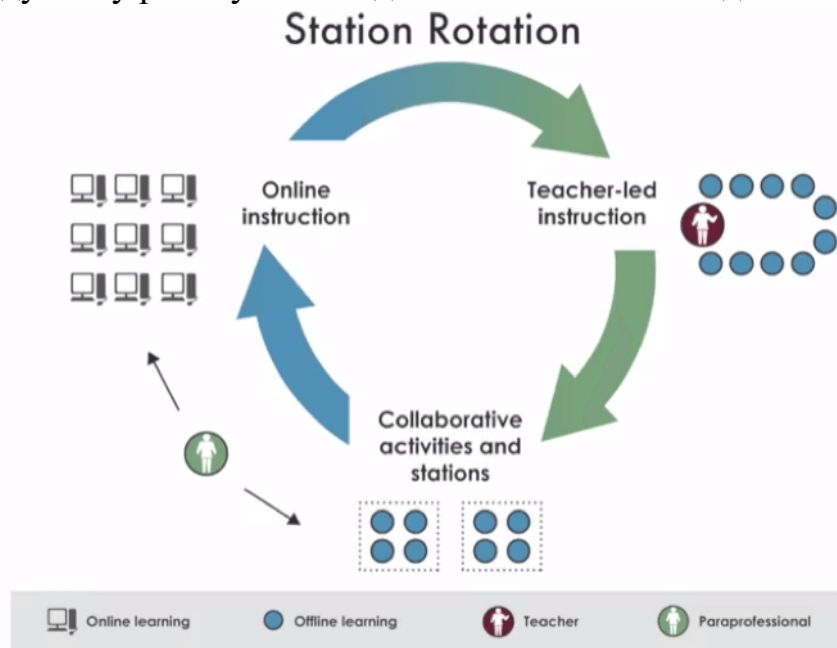 Station Rotation
Online
instruction
Teacher-led
instruction
Collaborative
activities and
stations
Online learning
Offline learning
Teacher
Paraprofessional